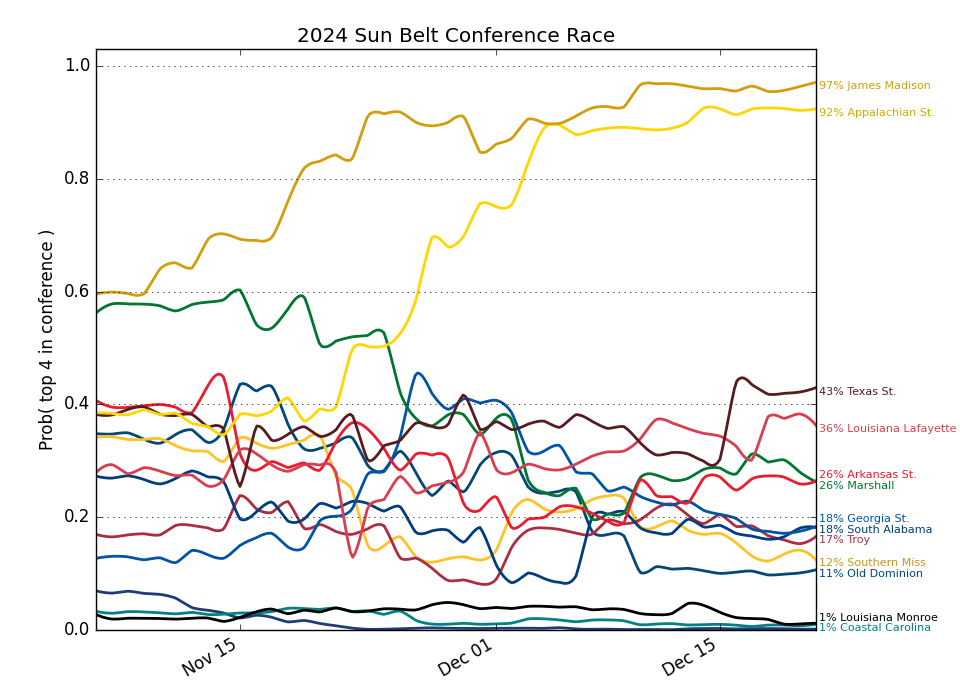 2024 Sun Belt Conference Race
Prob( top 4 in conference )
1.0
0.8
0.6
0.4
0.2
0.0
Nov 15
Dec 01
Dec 15
97% James Madison
92% Appalachian St.
43% Texas St.
36% Louisiana Lafayette
26% Arkansas St.
26% Marshall
18% Georgia St.
18% South Alabama
17% Troy
12% Southern Miss
11% Old Dominion
1% Louisiana Monroe
1% Coastal Carolina